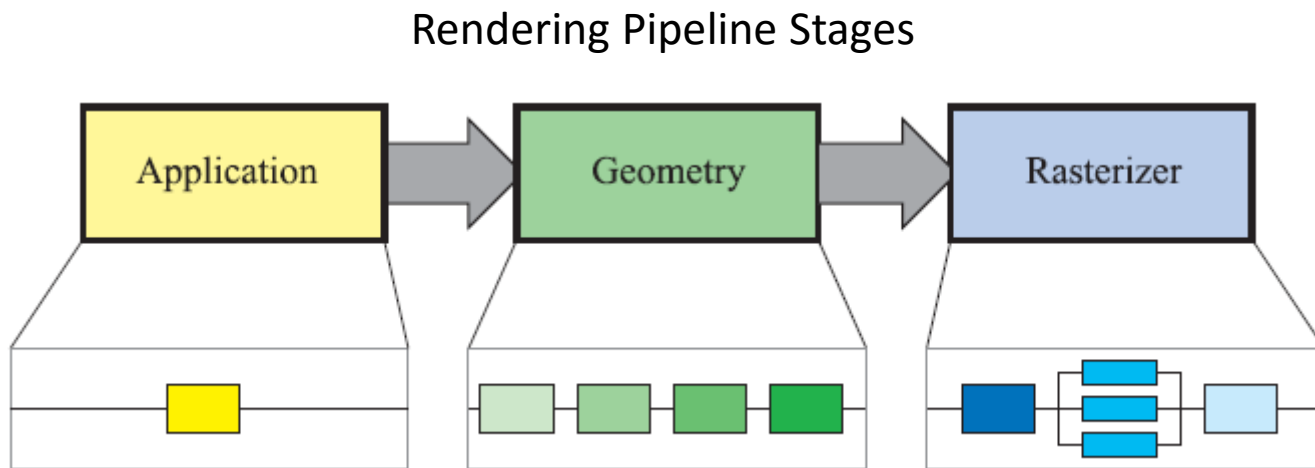 Rendering Pipeline Stages
Application
Geometry
Rasterizer